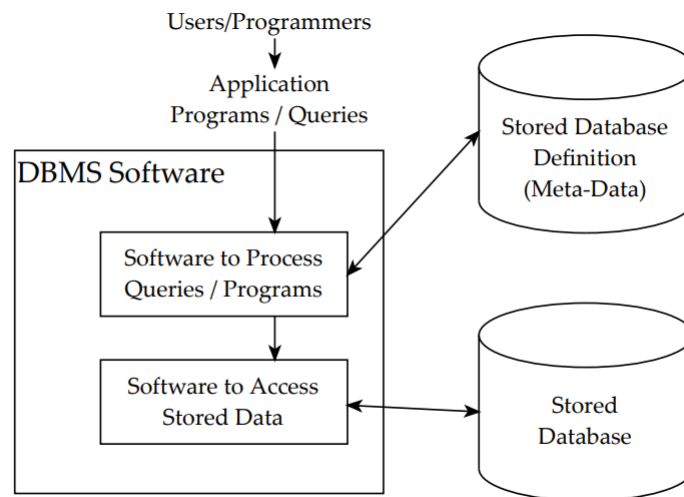 Users/Programmers
Application
Programs / Queries
DBMS Software
Software to Process
Queries / Programs
Software to Access
Stored Data
Stored Database
Definition
(Meta-Data)
Stored
Database